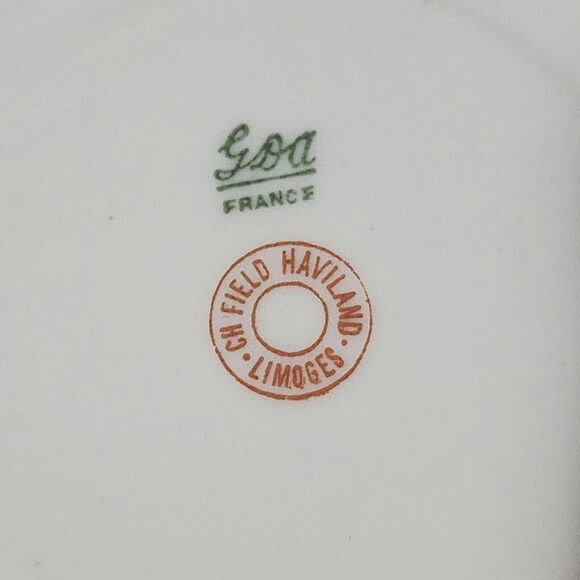 GDA
FRANCE
CH FIELD HAVILAND
· LIMOGES ·